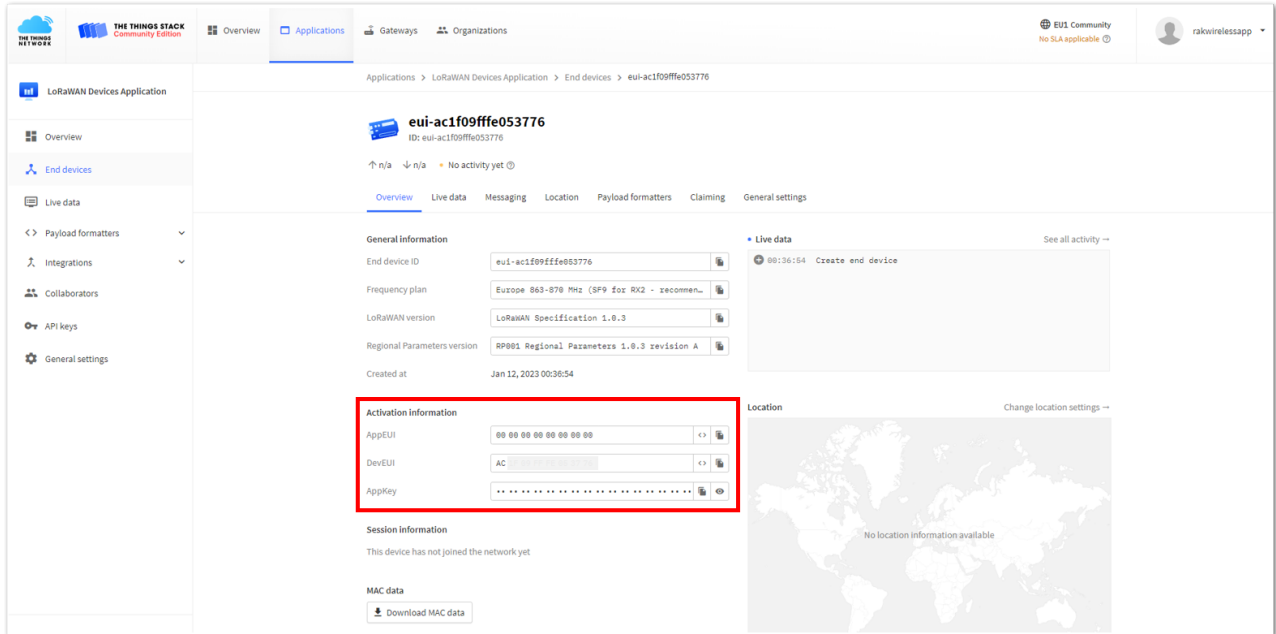 THE THINGS NETWORK
THE THINGS STACK
Community Edition
Overview
Applications
Gateways
Organizations
EU1 Community
No SLA applicable
rakwirelessapp
LoRaWAN Devices Application
Overview
End devices
Live data
Payload formatters
Integrations
Collaborators
API keys
General settings
Applications > LoRaWAN Devices Application > End devices > eui-ac1f09fffe053776
eui-ac1f09fffe053776
ID: eui-ac1f09fffe053776
n/a n/a No activity yet
Overview Live data Messaging Location Payload formatters Claiming General settings
General information
End device ID eui-ac1f09fffe053776
Frequency plan Europe 863-870 MHz (SF9 for RX2 - recommen…
LoRaWAN version LoRaWAN Specification 1.0.3
Regional Parameters version RP001 Regional Parameters 1.0.3 revision A
Created at Jan 12, 2023 00:36:54
Activation information
AppEUI 00 00 00 00 00 00 00 00
DevEUI AC
AppKey •• •• •• •• •• •• •• •• •• •• •• •• •• •• •• ••
Session information
This device has not joined the network yet
MAC data
Download MAC data
Live data See all activity →
00:36:54 Create end device
Location Change location settings →
No location information available